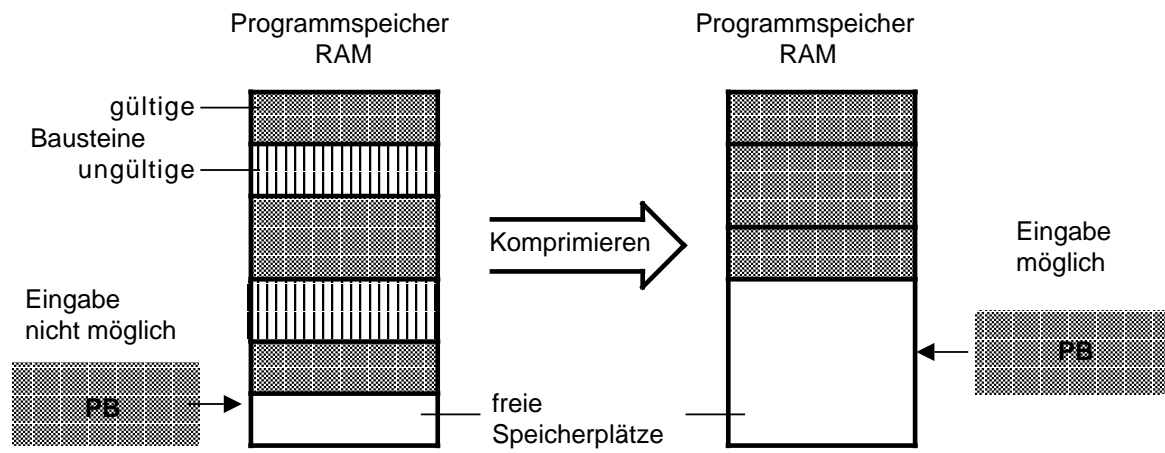 Programmspeicher
RAM
Programmspeicher
RAM
gültige
Bausteine
ungültige
Komprimieren
Eingabe
möglich
Eingabe
nicht möglich
PB
PB
freie
Speicherplätze